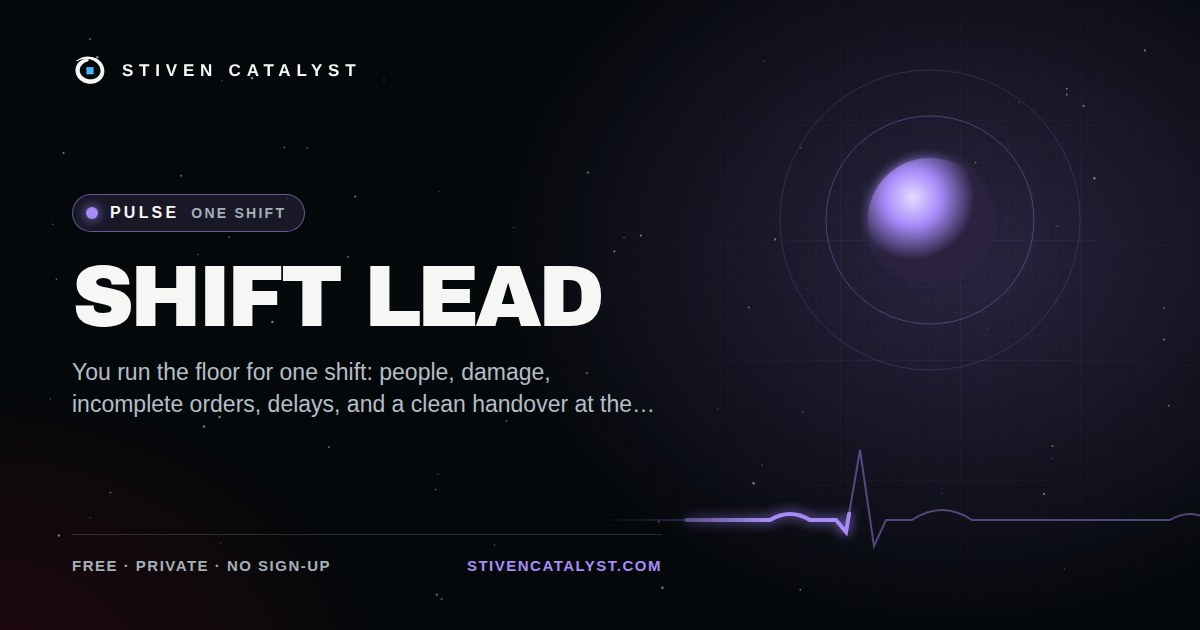 STIVEN CATALYST
PULSE ONE SHIFT
SHIFT LEAD
You run the floor for one shift: people, damage,
incomplete orders, delays, and a clean handover at the…
FREE · PRIVATE · NO SIGN-UP
STIVENCATALYST.COM